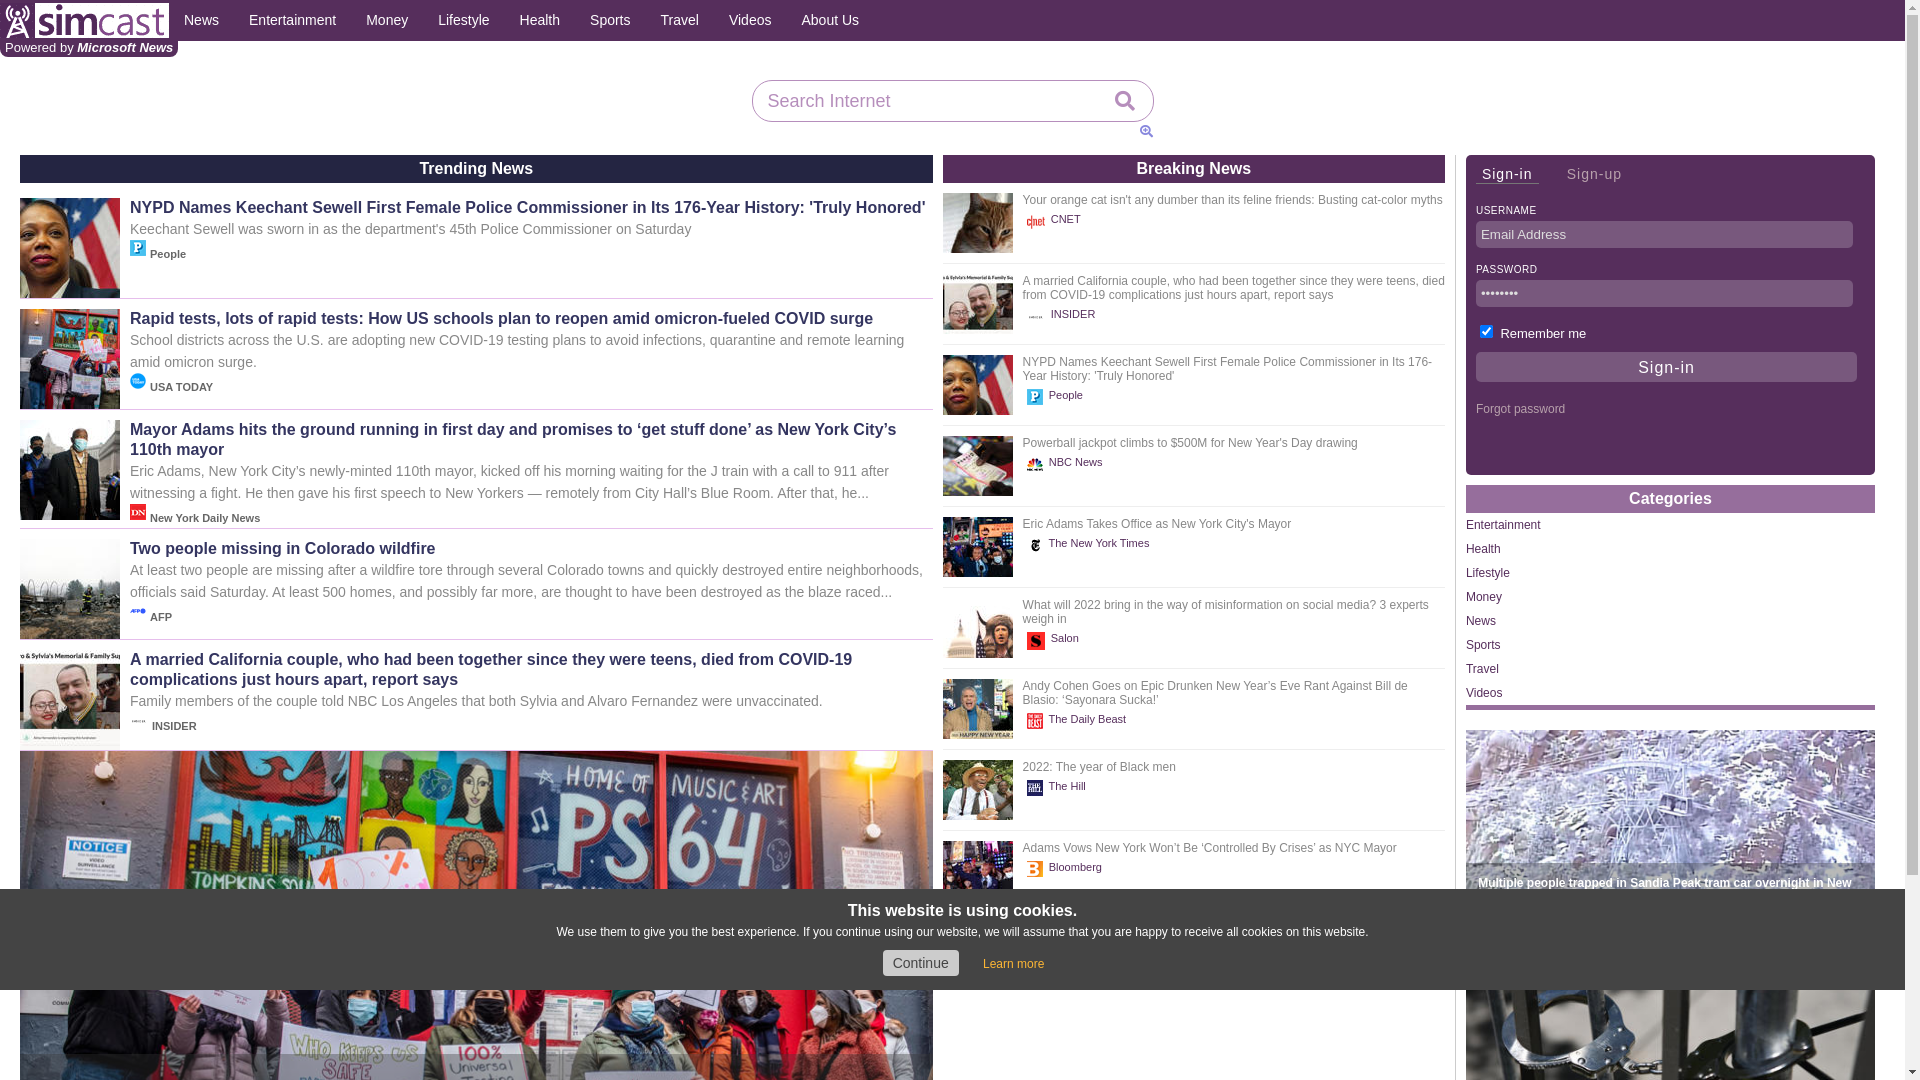 simcast
News
Entertainment
Money
Lifestyle
Health
Sports
Travel
Videos
About Us
Powered by Microsoft News
Search Internet
Trending News
NYPD Names Keechant Sewell First Female Police Commissioner in Its 176-Year History: 'Truly Honored'
Keechant Sewell was sworn in as the department's 45th Police Commissioner on Saturday
People
Rapid tests, lots of rapid tests: How US schools plan to reopen amid omicron-fueled COVID surge
School districts across the U.S. are adopting new COVID-19 testing plans to avoid infections, quarantine and remote learning
amid omicron surge.
USA TODAY
Mayor Adams hits the ground running in first day and promises to ‘get stuff done’ as New York City’s
110th mayor
Eric Adams, New York City’s newly-minted 110th mayor, kicked off his morning waiting for the J train with a call to 911 after
witnessing a fight. He then gave his first speech to New Yorkers — remotely from City Hall’s Blue Room. After that, he...
New York Daily News
Two people missing in Colorado wildfire
At least two people are missing after a wildfire tore through several Colorado towns and quickly destroyed entire neighborhoods,
officials said Saturday. At least 500 homes, and possibly far more, are thought to have been destroyed as the blaze raced...
AFP
A married California couple, who had been together since they were teens, died from COVID-19
complications just hours apart, report says
Family members of the couple told NBC Los Angeles that both Sylvia and Alvaro Fernandez were unvaccinated.
INSIDER
NOTICE
TOMPKINS
HOME OF
MUSIC & ART
PS 64
WHO KEEPS US
SAFE
100%
Universal
Breaking News
Your orange cat isn't any dumber than its feline friends: Busting cat-color myths
CNET
A married California couple, who had been together since they were teens, died
from COVID-19 complications just hours apart, report says
INSIDER
NYPD Names Keechant Sewell First Female Police Commissioner in Its 176-
Year History: 'Truly Honored'
People
Powerball jackpot climbs to $500M for New Year's Day drawing
NBC News
Eric Adams Takes Office as New York City's Mayor
The New York Times
What will 2022 bring in the way of misinformation on social media? 3 experts
weigh in
Salon
Andy Cohen Goes on Epic Drunken New Year’s Eve Rant Against Bill de
Blasio: ‘Sayonara Sucka!’
The Daily Beast
2022: The year of Black men
The Hill
Adams Vows New York Won’t Be ‘Controlled By Crises’ as NYC Mayor
Bloomberg
Sign-in
Sign-up
USERNAME
Email Address
PASSWORD
••••••••
Remember me
Sign-in
Forgot password
Categories
Entertainment
Health
Lifestyle
Money
News
Sports
Travel
Videos
Multiple people trapped in Sandia Peak tram car overnight in New
This website is using cookies.
We use them to give you the best experience. If you continue using our website, we will assume that you are happy to receive all cookies on this website.
Continue
Learn more